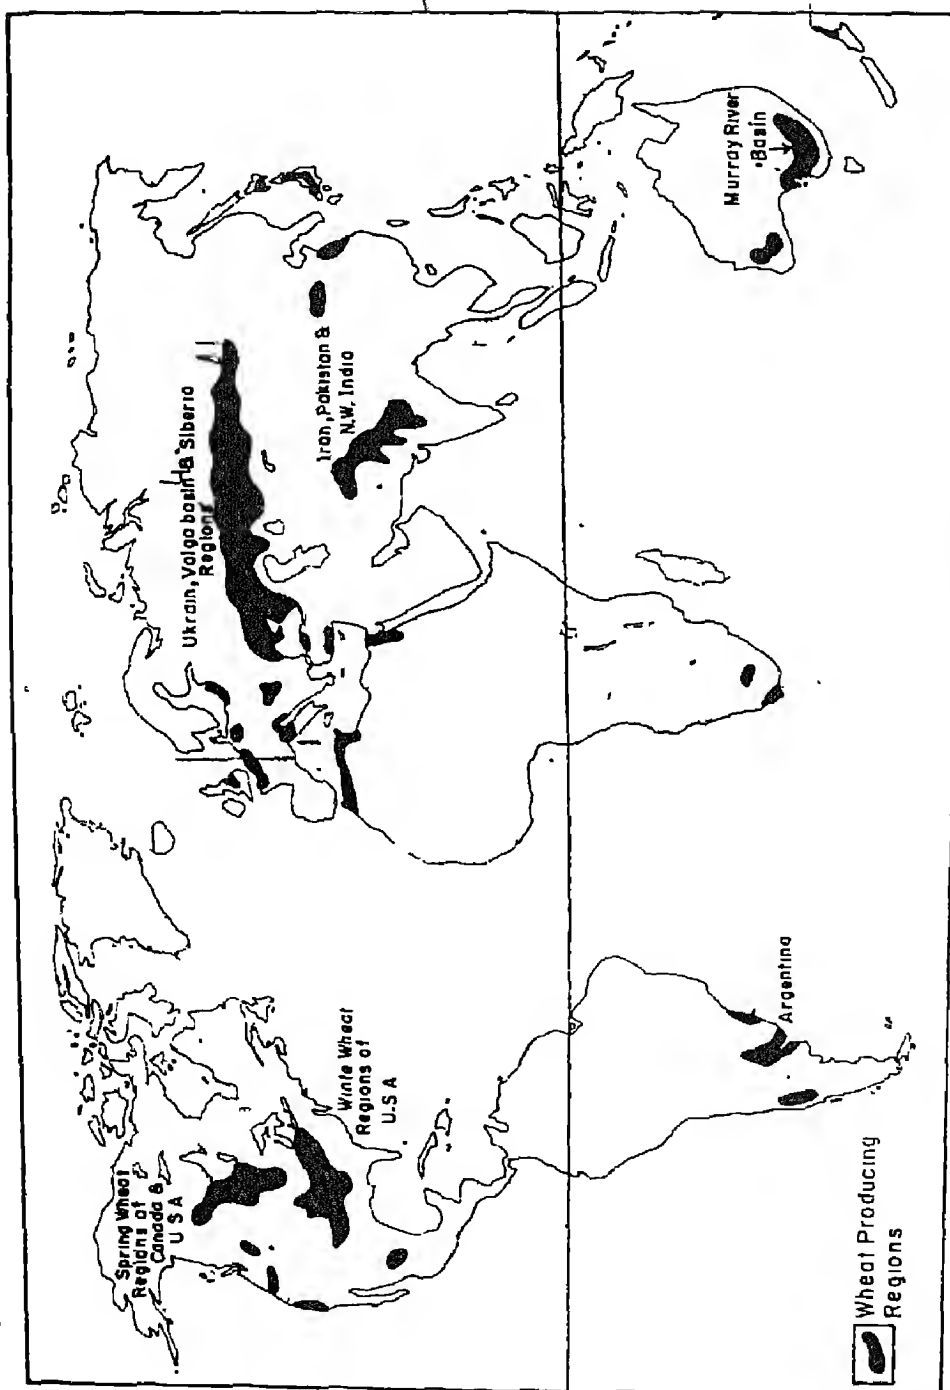 Spring Wheat
Regions of
Canada &
U S A
Winte Wheat
Regions of
U.S A
Ukrain, Volga basin & Siberia
Regions
Iran, Pakistan &
N.W. India
Murray River
Basin
Argentina
Wheat Producing
Regions